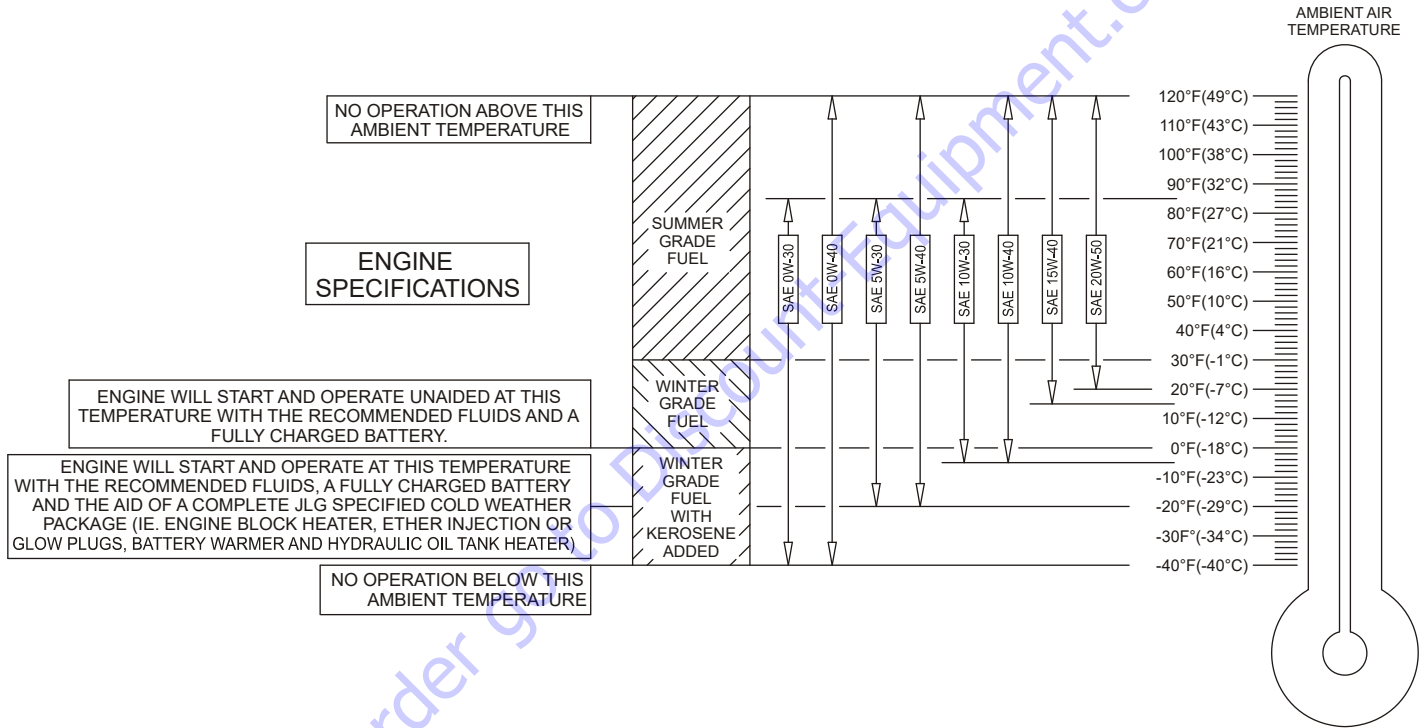 AMBIENT AIR
TEMPERATURE
NO OPERATION ABOVE THIS
AMBIENT TEMPERATURE
ENGINE
SPECIFICATIONS
ENGINE WILL START AND OPERATE UNAIDED AT THIS
TEMPERATURE WITH THE RECOMMENDED FLUIDS AND A
FULLY CHARGED BATTERY.
ENGINE WILL START AND OPERATE AT THIS TEMPERATURE
WITH THE RECOMMENDED FLUIDS, A FULLY CHARGED BATTERY
AND THE AID OF A COMPLETE JLG SPECIFIED COLD WEATHER
PACKAGE (IE. ENGINE BLOCK HEATER, ETHER INJECTION OR
GLOW PLUGS, BATTERY WARMER AND HYDRAULIC OIL TANK HEATER)
NO OPERATION BELOW THIS
AMBIENT TEMPERATURE
SUMMER
GRADE
FUEL
WINTER
GRADE
FUEL
WINTER
GRADE
FUEL
WITH
KEROSENE
ADDED
SAE 0W-30
SAE 0W-40
SAE 5W-30
SAE 5W-40
SAE 10W-30
SAE 10W-40
SAE 15W-40
SAE 20W-50
120°F(49°C)
110°F(43°C)
100°F(38°C)
90°F(32°C)
80°F(27°C)
70°F(21°C)
60°F(16°C)
50°F(10°C)
40°F(4°C)
30°F(-1°C)
20°F(-7°C)
10°F(-12°C)
0°F(-18°C)
-10°F(-23°C)
-20°F(-29°C)
-30F°(-34°C)
-40°F(-40°C)
rder go to Discount-Equipment.c